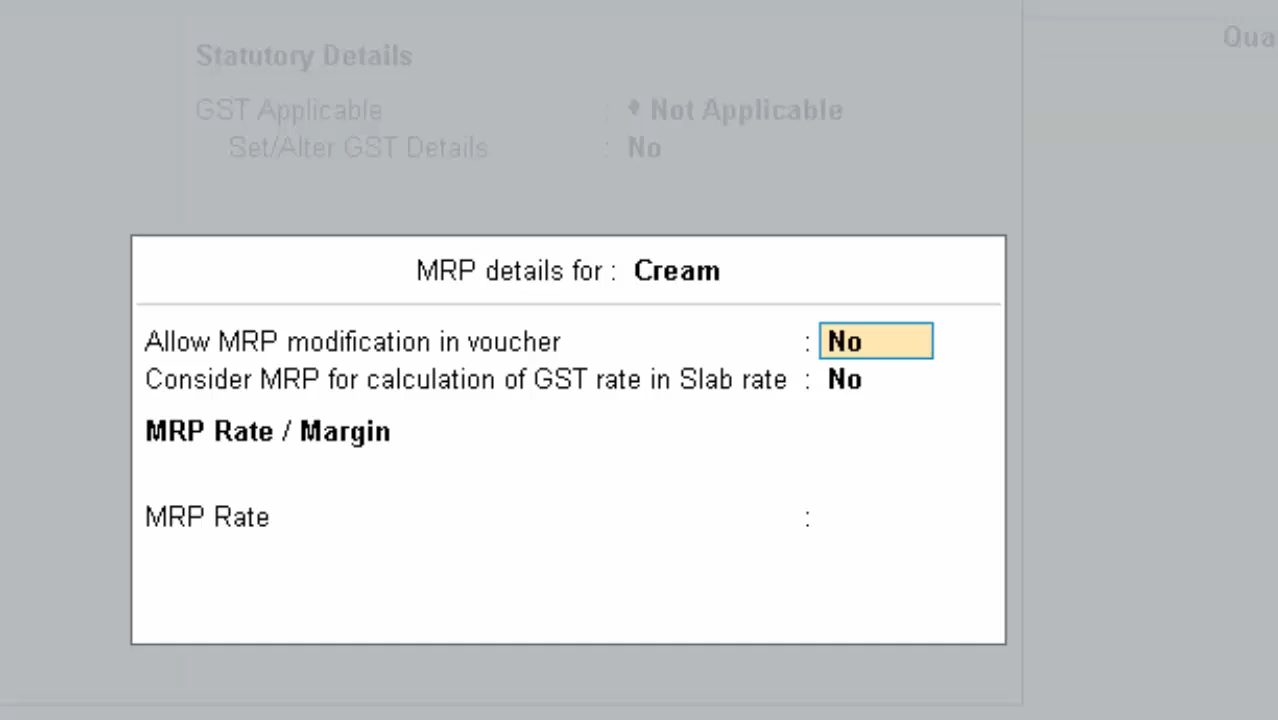 Qua
Statutory Details
GST Applicable : ♦ Not Applicable
Set/Alter GST Details : No
MRP details for : Cream
Allow MRP modification in voucher : No
Consider MRP for calculation of GST rate in Slab rate : No
MRP Rate / Margin
MRP Rate :